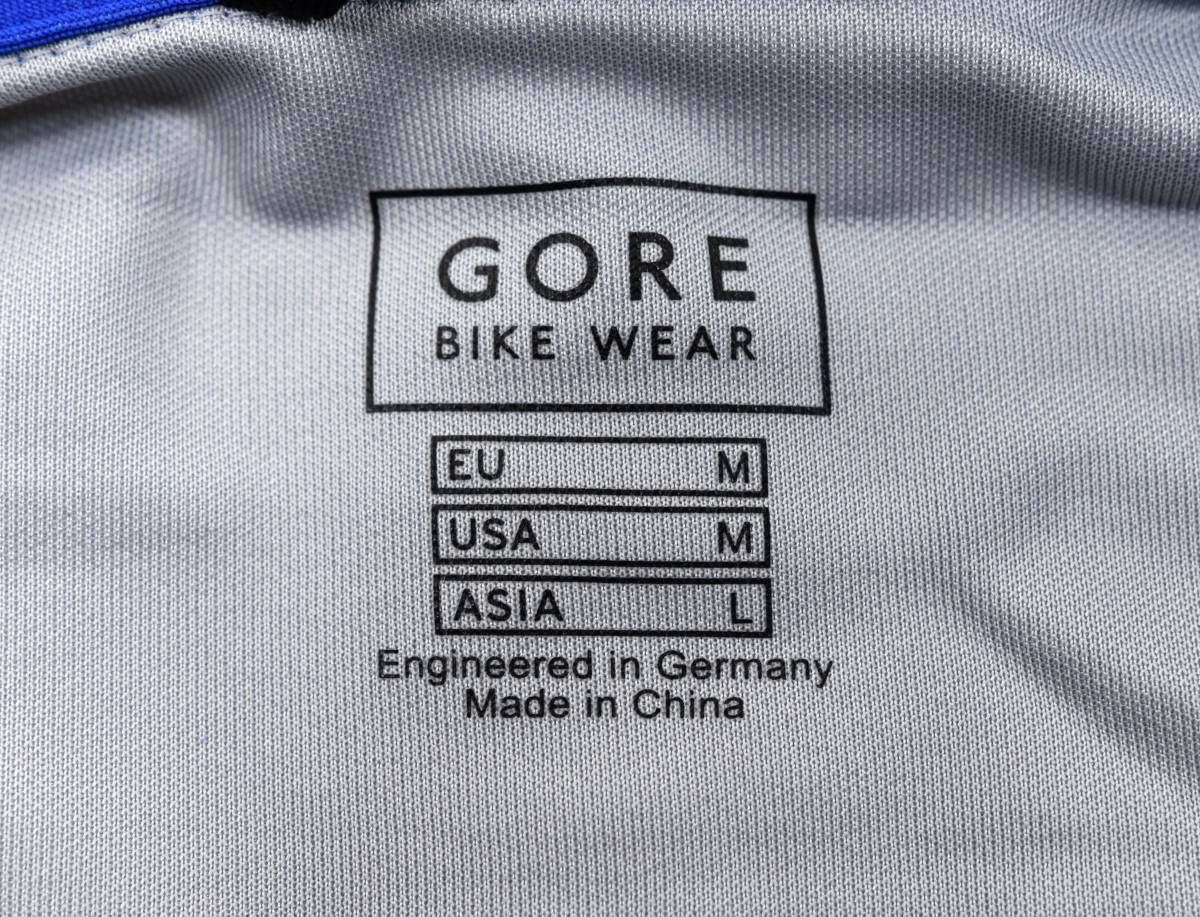 GORE
BIKE WEAR
EU M
USA M
ASIA L
Engineered in Germany
Made in China